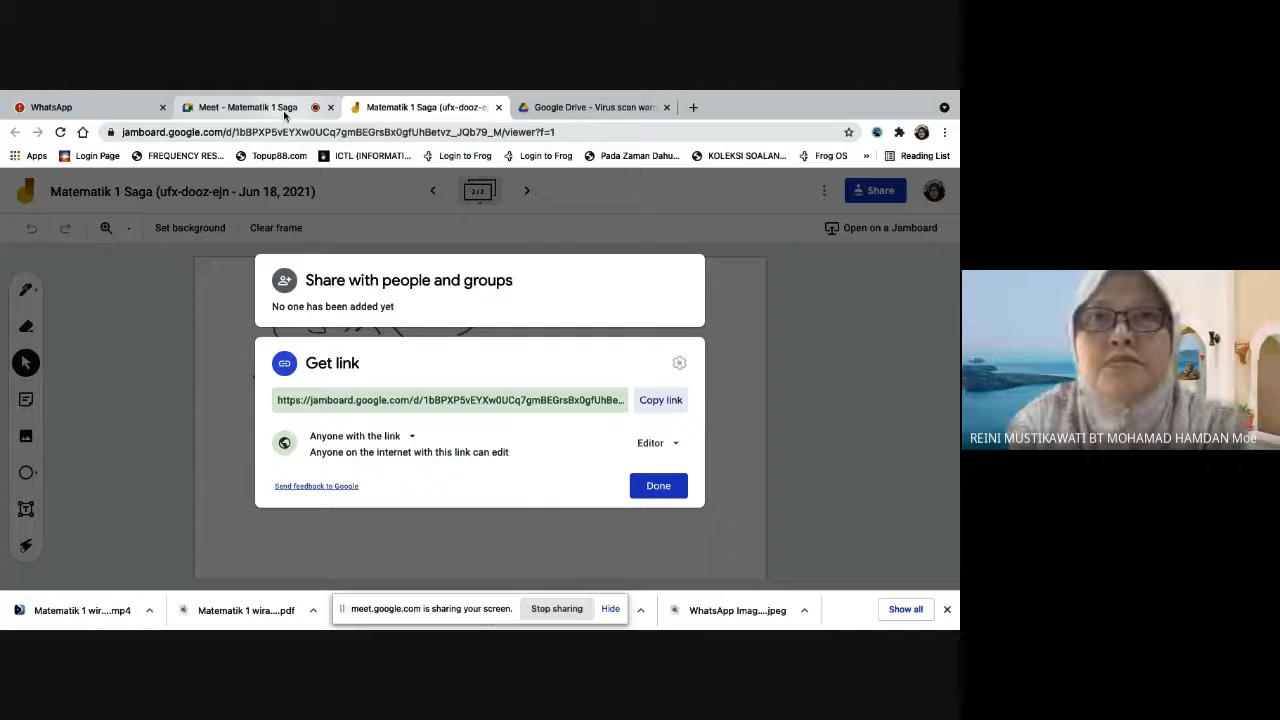 WhatsApp
Meet - Matematik 1 Saga
Matematik 1 Saga (ufx-dooz-e
Google Drive - Virus scan warn
jamboard.google.com/d/1bBPXP5vEYXw0UCq7gmBEGrsBx0gfUhBetvz_JQb79_M/viewer?f=1
Apps
Login Page
FREQUENCY RES...
Topup88.com
ICTL (INFORMATI...
Login to Frog
Login to Frog
Pada Zaman Dahu...
KOLEKSI SOALAN...
Frog OS
»
Reading List
Matematik 1 Saga (ufx-dooz-ejn - Jun 18, 2021)
2/2
Share
Set background
Clear frame
Open on a Jamboard
Share with people and groups
No one has been added yet
Get link
https://jamboard.google.com/d/1bBPXP5vEYXw0UCq7gmBEGrsBx0gfUhBe...
Copy link
Anyone with the link
Anyone on the internet with this link can edit
Editor
Send feedback to Google
Done
REINI MUSTIKAWATI BT MOHAMAD HAMDAN Moe
Matematik 1 wir....mp4
Matematik 1 wira....pdf
meet.google.com is sharing your screen.
Stop sharing
Hide
WhatsApp Imag....jpeg
Show all